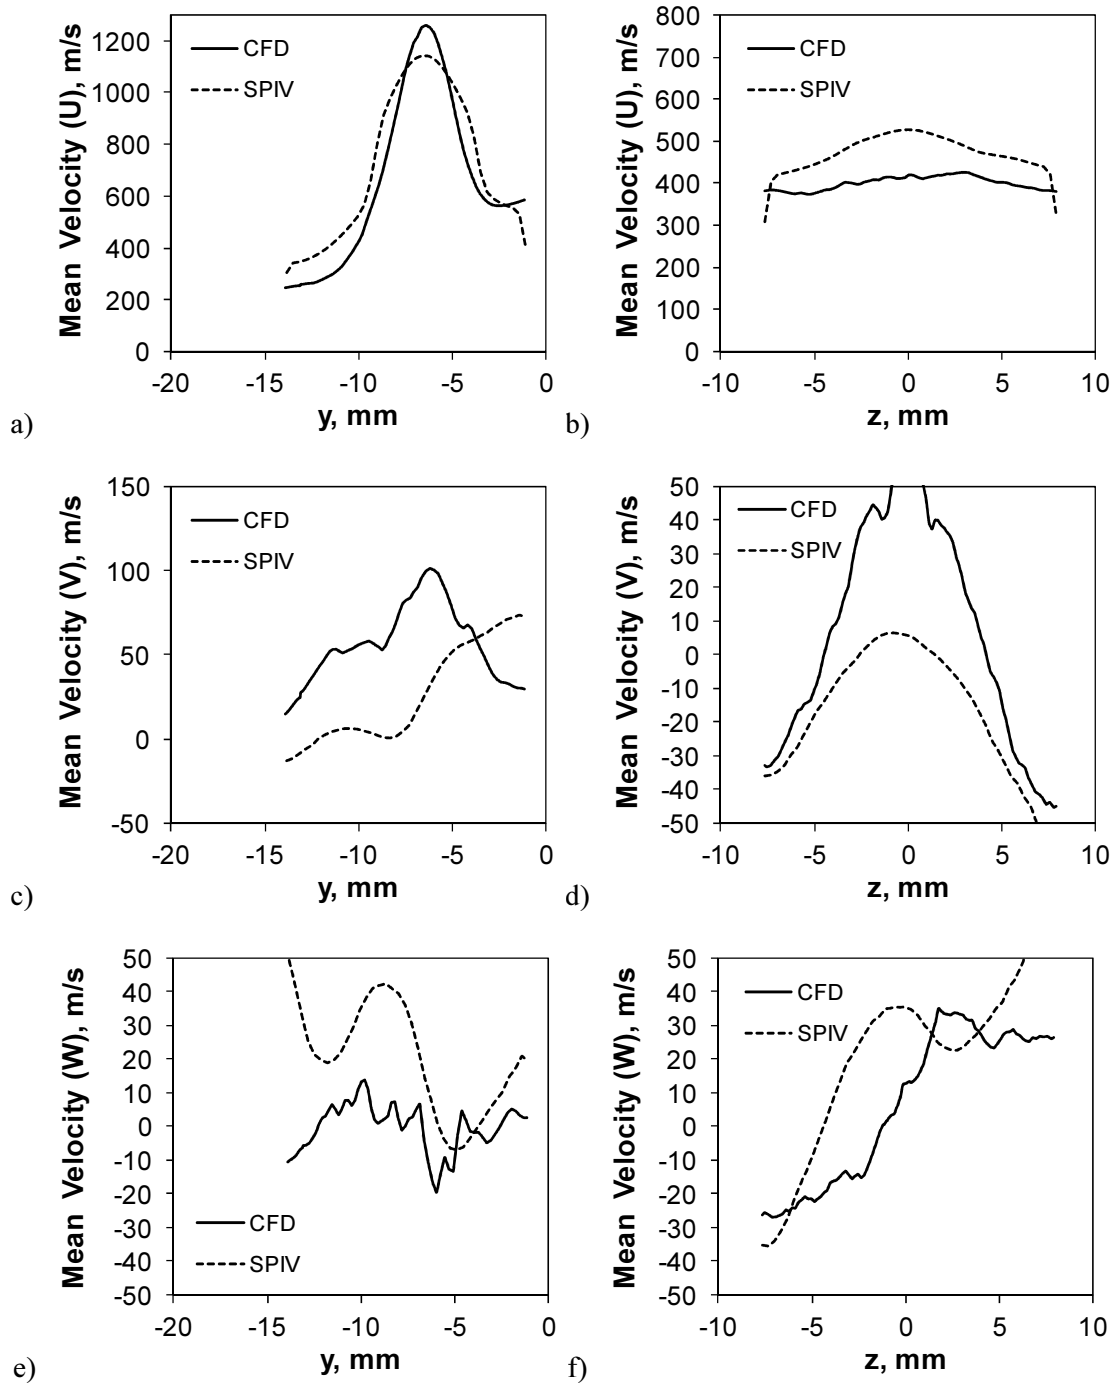 Mean Velocity (U), m/s
1200
1000
800
600
400
200
0
CFD
SPIV
-20 -15 -10 -5 0
y, mm
a)
Mean Velocity (U), m/s
800
700
600
500
400
300
200
100
0
CFD
SPIV
-10 -5 0 5 10
z, mm
b)
Mean Velocity (V), m/s
150
100
50
0
-50
CFD
SPIV
-20 -15 -10 -5 0
y, mm
c)
Mean Velocity (V), m/s
50
40
30
20
10
0
-10
-20
-30
-40
-50
CFD
SPIV
-10 -5 0 5 10
z, mm
d)
Mean Velocity (W), m/s
50
40
30
20
10
0
-10
-20
-30
-40
-50
CFD
SPIV
-20 -15 -10 -5 0
y, mm
e)
Mean Velocity (W), m/s
50
40
30
20
10
0
-10
-20
-30
-40
-50
CFD
SPIV
-10 -5 0 5 10
z, mm
f)